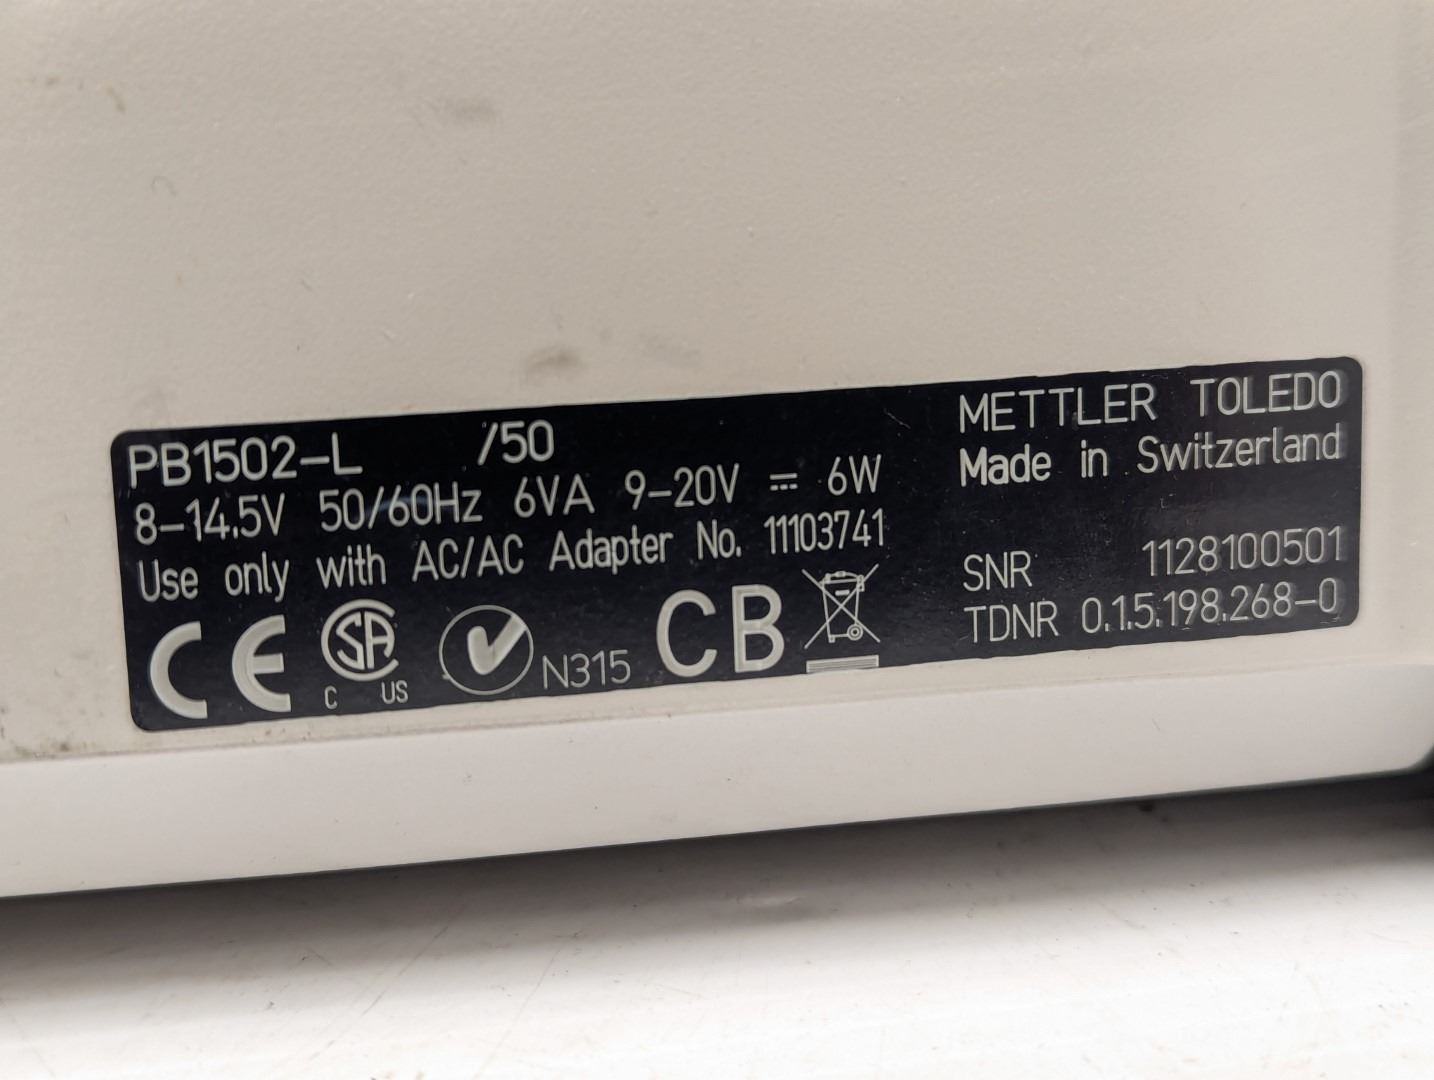 PB1502-L /50
8-14.5V 50/60Hz 6VA 9-20V ⎓ 6W
Use only with AC/AC Adapter No. 11103741
CE SA C US N315 CB
METTLER TOLEDO
Made in Switzerland
SNR 1128100501
TDNR 0.1.5.198.268-0